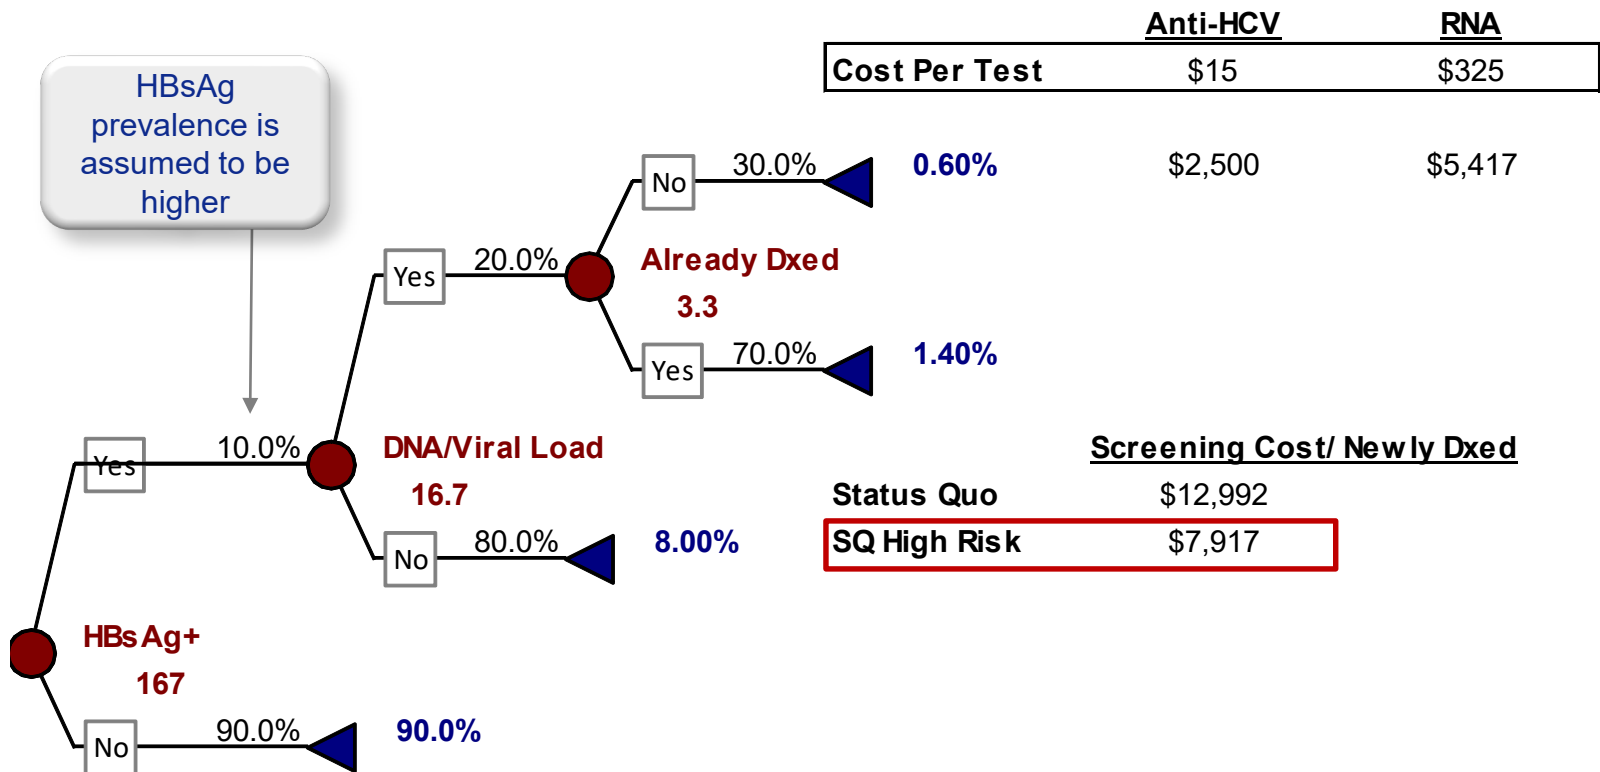 Anti-HCV RNA
Cost Per Test $15 $325
HBsAg
prevalence is
assumed to be
higher
No 30.0% 0.60% $2,500 $5,417
Yes 20.0% Already Dxed
3.3
Yes 70.0% 1.40%
Yes 10.0% DNA/Viral Load
16.7
Screening Cost/ Newly Dxed
Status Quo $12,992
No 80.0% 8.00%
SQ High Risk $7,917
HBsAg+
167
No 90.0% 90.0%